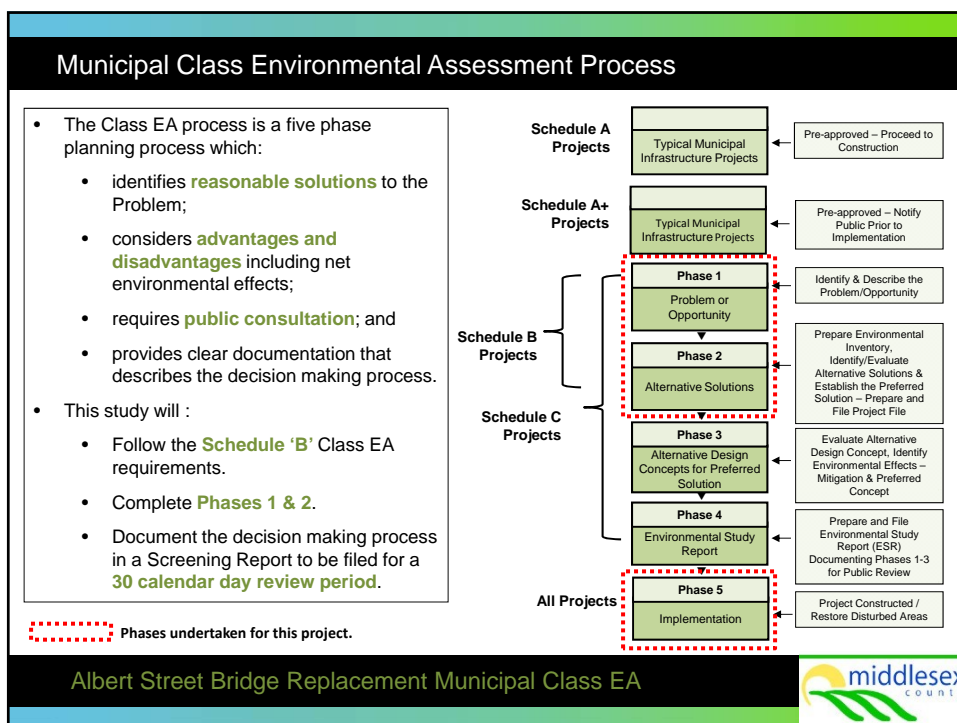 Municipal Class Environmental Assessment Process
• The Class EA process is a five phase
planning process which:
• identifies reasonable solutions to the
Problem;
• considers advantages and
disadvantages including net
environmental effects;
• requires public consultation; and
• provides clear documentation that
describes the decision making process.
• This study will :
• Follow the Schedule ‘B’ Class EA
requirements.
• Complete Phases 1 & 2.
• Document the decision making process
in a Screening Report to be filed for a
30 calendar day review period.
Phases undertaken for this project.
Schedule A
Projects
Typical Municipal
Infrastructure Projects
Pre-approved – Proceed to
Construction
Schedule A+
Projects
Typical Municipal
Infrastructure Projects
Pre-approved – Notify
Public Prior to
Implementation
Schedule B
Projects
Schedule C
Projects
Phase 1
Problem or
Opportunity
Identify & Describe the
Problem/Opportunity
Phase 2
Alternative Solutions
Prepare Environmental
Inventory,
Identify/Evaluate
Alternative Solutions &
Establish the Preferred
Solution – Prepare and
File Project File
Phase 3
Alternative Design
Concepts for Preferred
Solution
Evaluate Alternative
Design Concept, Identify
Environmental Effects –
Mitigation & Preferred
Concept
Phase 4
Environmental Study
Report
Prepare and File
Environmental Study
Report (ESR)
Documenting Phases 1-3
for Public Review
All Projects
Phase 5
Implementation
Project Constructed /
Restore Disturbed Areas
Albert Street Bridge Replacement Municipal Class EA
middlesex
count